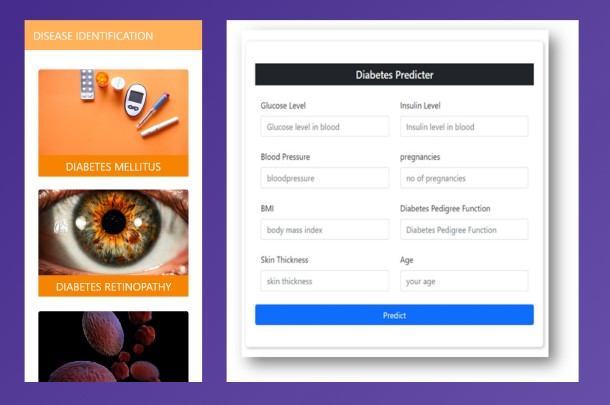 DISEASE IDENTIFICATION
DIABETES MELLITUS
DIABETES RETINOPATHY
Diabetes Predicter
Glucose Level
Insulin Level
Glucose level in blood
Insulin level in blood
Blood Pressure
pregnancies
bloodpressure
no of pregnancies
BMI
Diabetes Pedigree Function
body mass index
Diabetes Pedigree Function
Skin Thickness
Age
skin thickness
your age
Predict